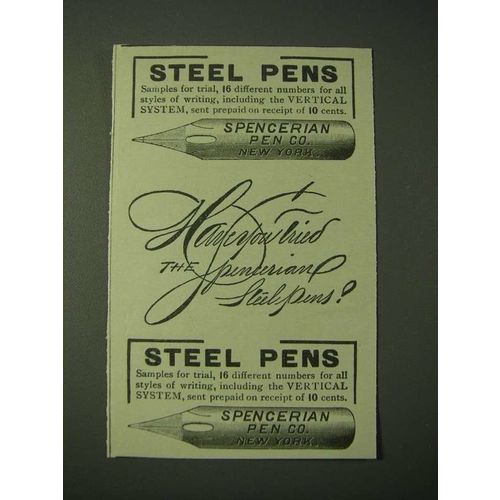 STEEL PENS
Samples for trial, 16 different numbers for all
styles of writing, including the VERTICAL
SYSTEM, sent prepaid on receipt of 10 cents.
SPENCERIAN
PEN CO.
NEW YORK.
Have you tried
THE Spencerian
Steel Pens?
STEEL PENS
Samples for trial, 16 different numbers for all
styles of writing, including the VERTICAL
SYSTEM, sent prepaid on receipt of 10 cents.
SPENCERIAN
PEN CO.
NEW YORK.